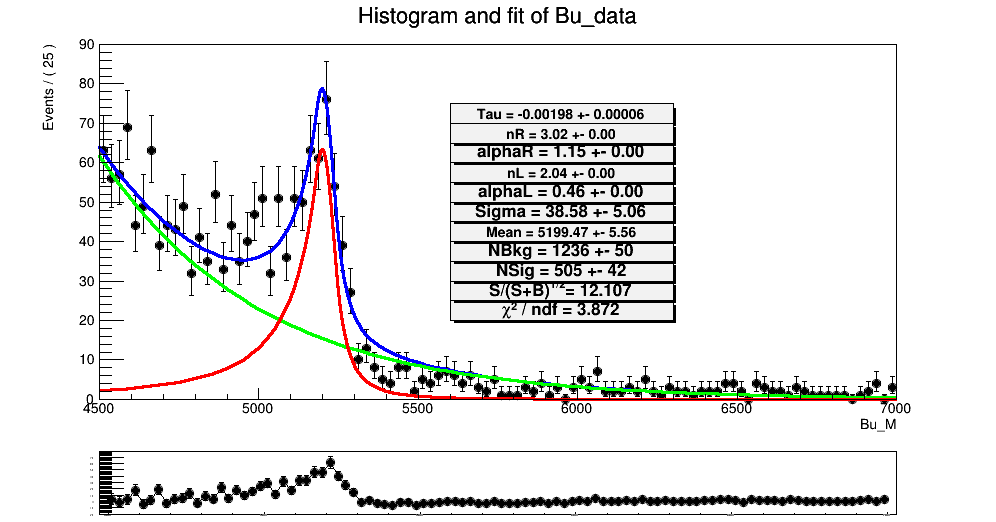 Histogram and fit of Bu_data
Events / ( 25 )
90
80
70
60
50
40
30
20
10
0
Tau = -0.00198 +- 0.00006
nR = 3.02 +- 0.00
alphaR = 1.15 +- 0.00
nL = 2.04 +- 0.00
alphaL = 0.46 +- 0.00
Sigma = 38.58 +- 5.06
Mean = 5199.47 +- 5.56
NBkg = 1236 +- 50
NSig = 505 +- 42
S/(S+B)^1/2= 12.107
χ² / ndf = 3.872
4500 5000 5500 6000 6500 7000
Bu_M